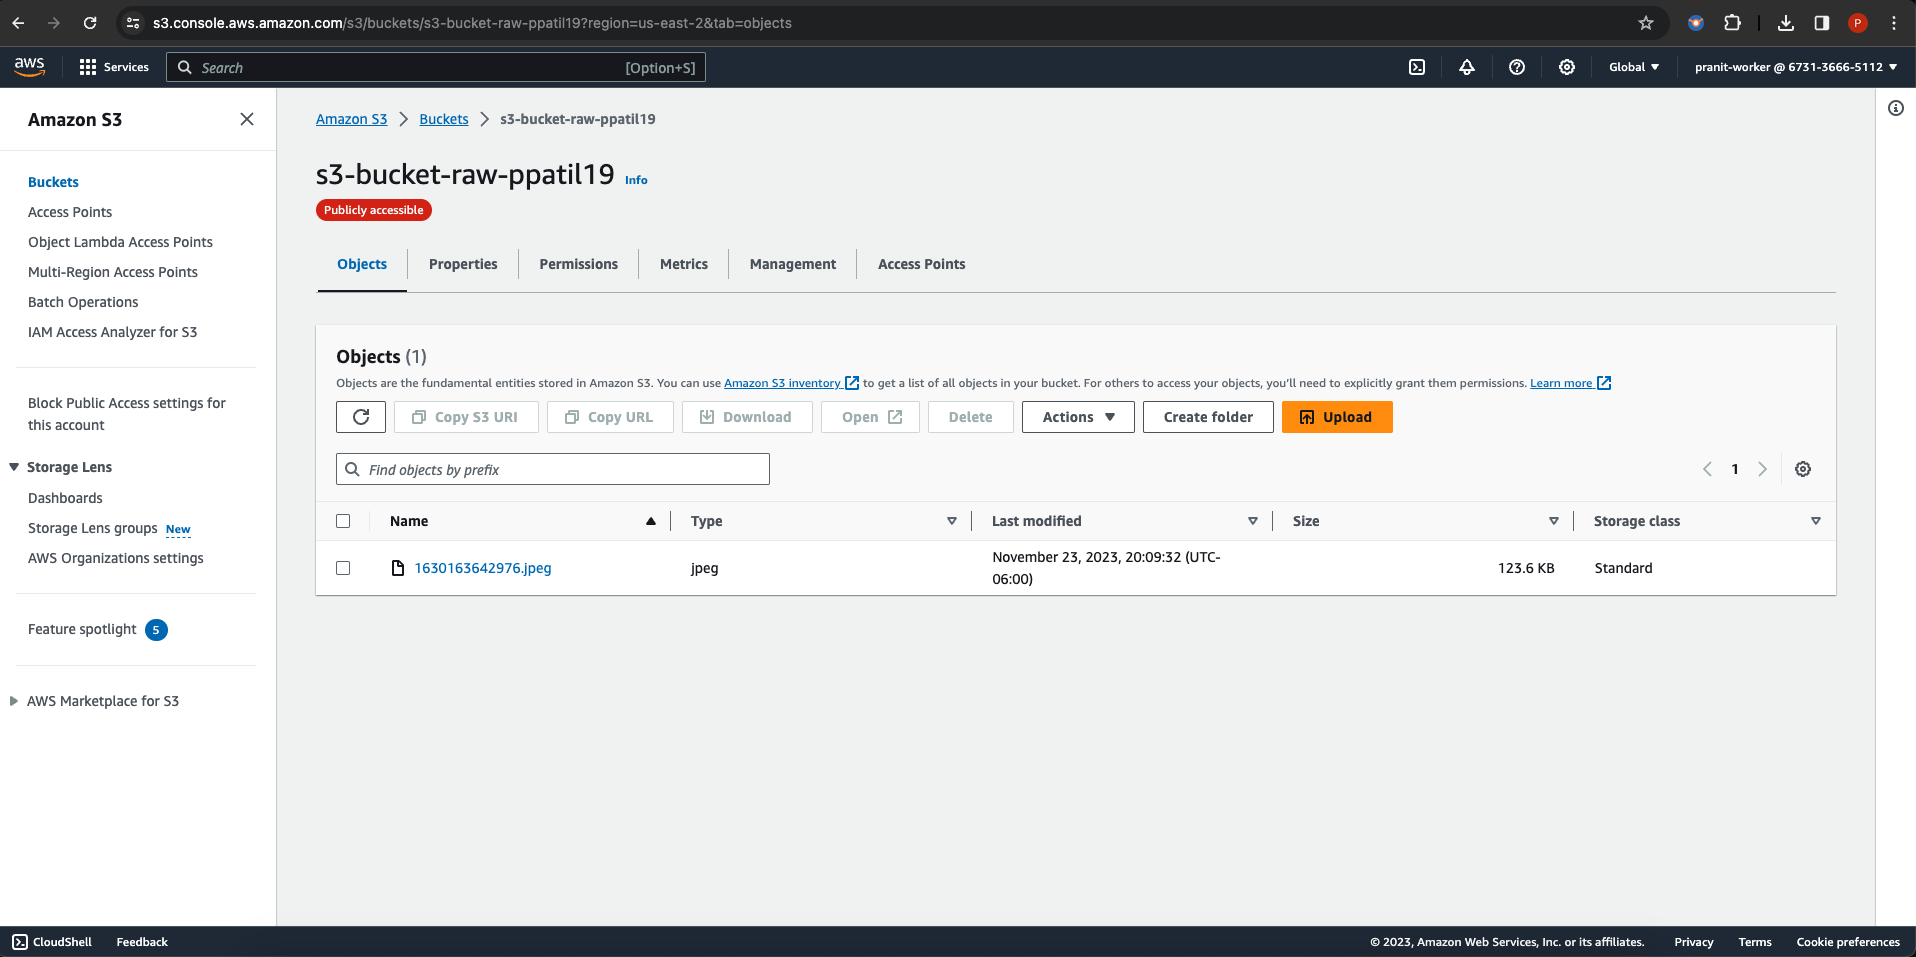 s3.console.aws.amazon.com/s3/buckets/s3-bucket-raw-ppatil19?region=us-east-2&tab=objects
P
aws
Services
Search
[Option+S]
Global
pranit-worker @ 6731-3666-5112
Amazon S3
Buckets
Access Points
Object Lambda Access Points
Multi-Region Access Points
Batch Operations
IAM Access Analyzer for S3
Block Public Access settings for
this account
Storage Lens
Dashboards
Storage Lens groups New
AWS Organizations settings
Feature spotlight 5
AWS Marketplace for S3
Amazon S3 > Buckets > s3-bucket-raw-ppatil19
s3-bucket-raw-ppatil19 Info
Publicly accessible
Objects
Properties
Permissions
Metrics
Management
Access Points
Objects (1)
Objects are the fundamental entities stored in Amazon S3. You can use Amazon S3 inventory to get a list of all objects in your bucket. For others to access your objects, you'll need to explicitly grant them permissions. Learn more
Copy S3 URI
Copy URL
Download
Open
Delete
Actions
Create folder
Upload
Find objects by prefix
1
Name
Type
Last modified
Size
Storage class
1630163642976.jpeg
jpeg
November 23, 2023, 20:09:32 (UTC-
06:00)
123.6 KB
Standard
CloudShell
Feedback
© 2023, Amazon Web Services, Inc. or its affiliates.
Privacy
Terms
Cookie preferences